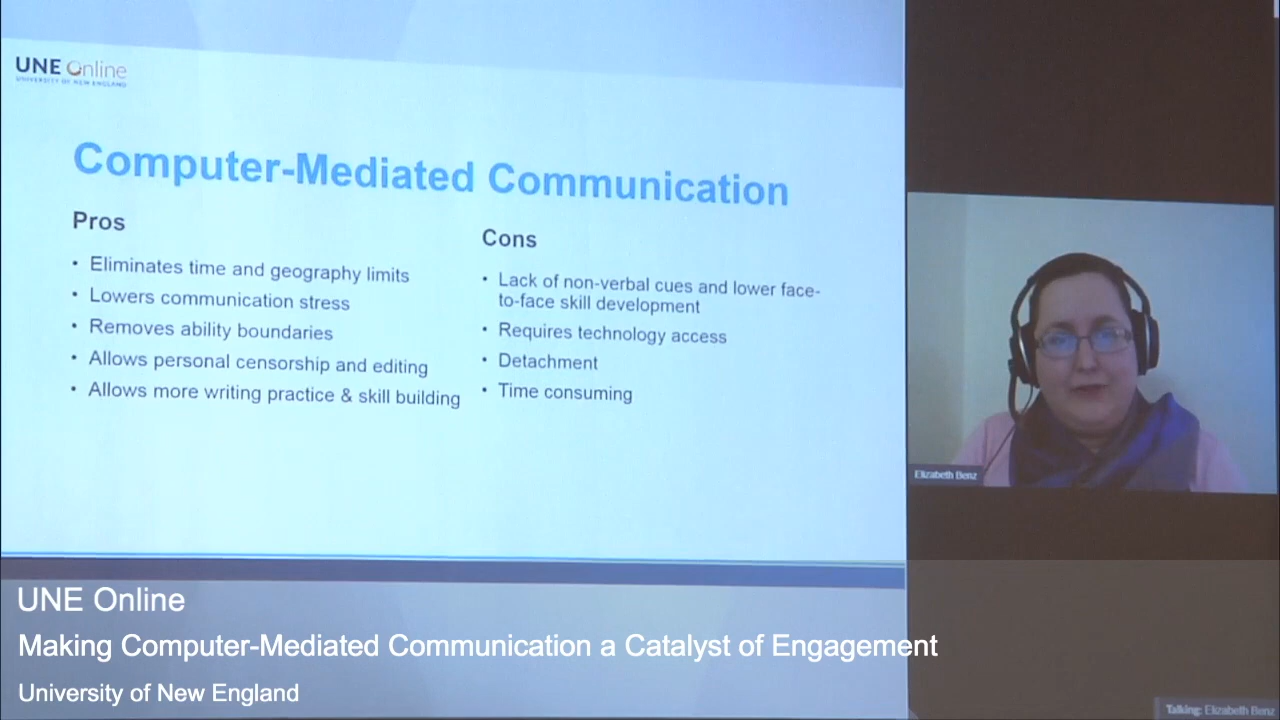 UNE Online
UNIVERSITY OF NEW ENGLAND
Computer-Mediated Communication
Pros
• Eliminates time and geography limits
• Lowers communication stress
• Removes ability boundaries
• Allows personal censorship and editing
• Allows more writing practice & skill building
Cons
• Lack of non-verbal cues and lower face-
to-face skill development
• Requires technology access
• Detachment
• Time consuming
Elizabeth Benz
UNE Online
Making Computer-Mediated Communication a Catalyst of Engagement
University of New England
Talking: Elizabeth Benz